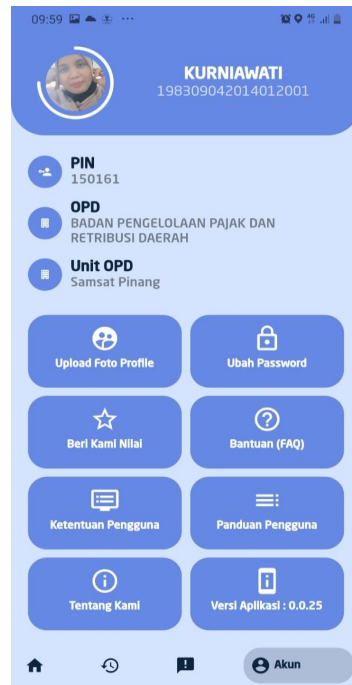 09:59
4G
KURNIAWATI
198309042014012001
PIN
150161
OPD
BADAN PENGELOLAAN PAJAK DAN
RETRIBUSI DAERAH
Unit OPD
Samsat Pinang
Upload Foto Profile
Ubah Password
Beri Kami Nilai
Bantuan (FAQ)
Ketentuan Pengguna
Panduan Pengguna
Tentang Kami
Versi Aplikasi : 0.0.25
Akun